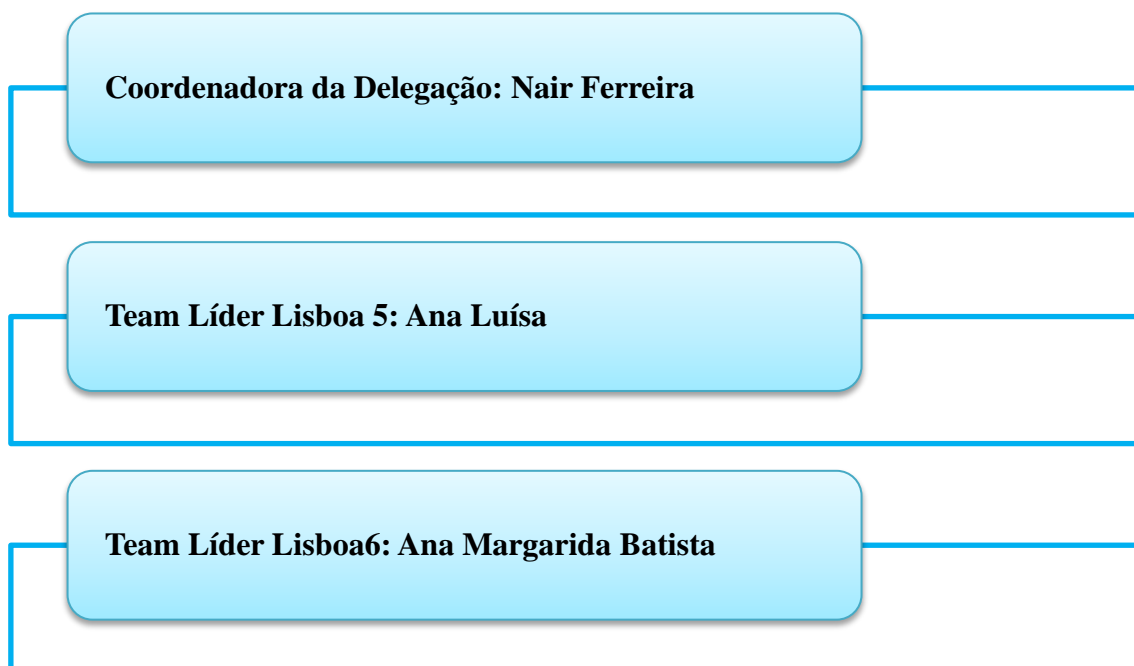 Coordenadora da Delegação: Nair Ferreira
Team Líder Lisboa 5: Ana Luísa
Team Líder Lisboa6: Ana Margarida Batista